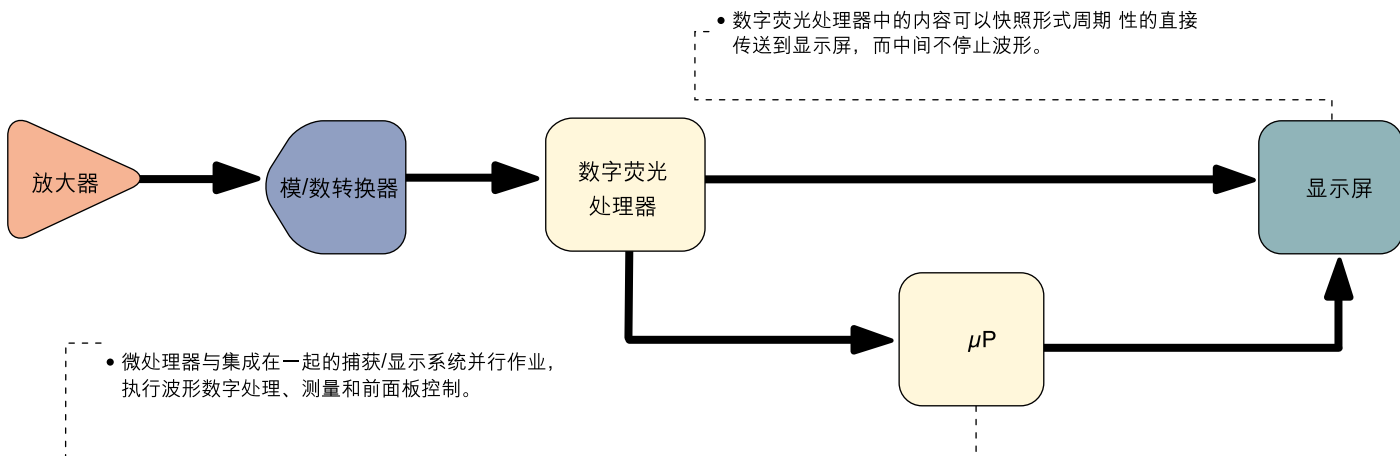 • 数字荧光处理器中的内容可以快照形式周期 性的直接
传送到显示屏，而中间不停止波形。
放大器
模/数转换器
数字荧光
处理器
显示屏
µP
• 微处理器与集成在一起的捕获/显示系统并行作业，
执行波形数字处理、测量和前面板控制。